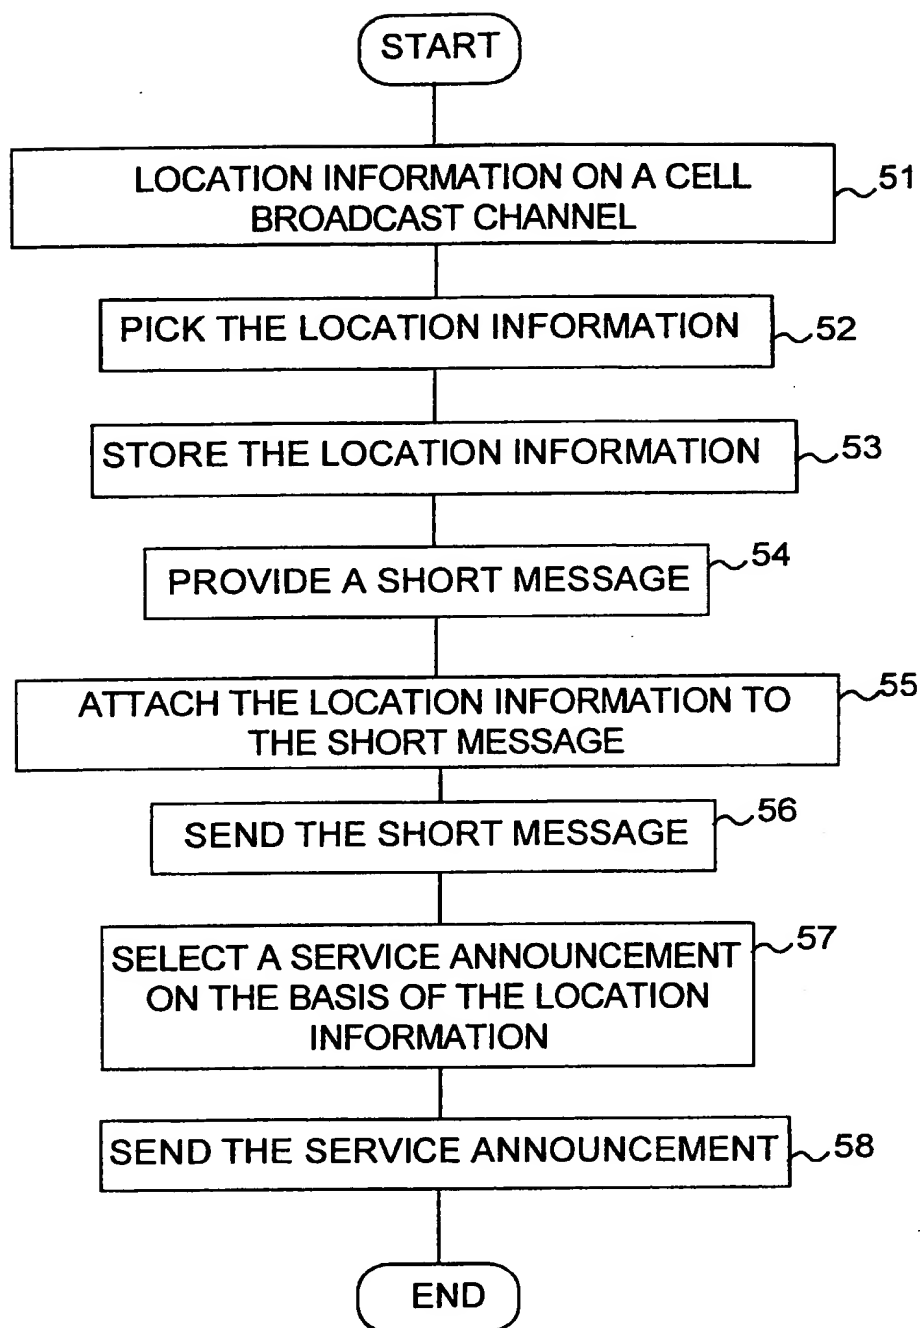 START
LOCATION INFORMATION ON A CELL
BROADCAST CHANNEL
51
PICK THE LOCATION INFORMATION
52
STORE THE LOCATION INFORMATION
53
PROVIDE A SHORT MESSAGE
54
ATTACH THE LOCATION INFORMATION TO
THE SHORT MESSAGE
55
SEND THE SHORT MESSAGE
56
SELECT A SERVICE ANNOUNCEMENT
ON THE BASIS OF THE LOCATION
INFORMATION
57
SEND THE SERVICE ANNOUNCEMENT
58
END